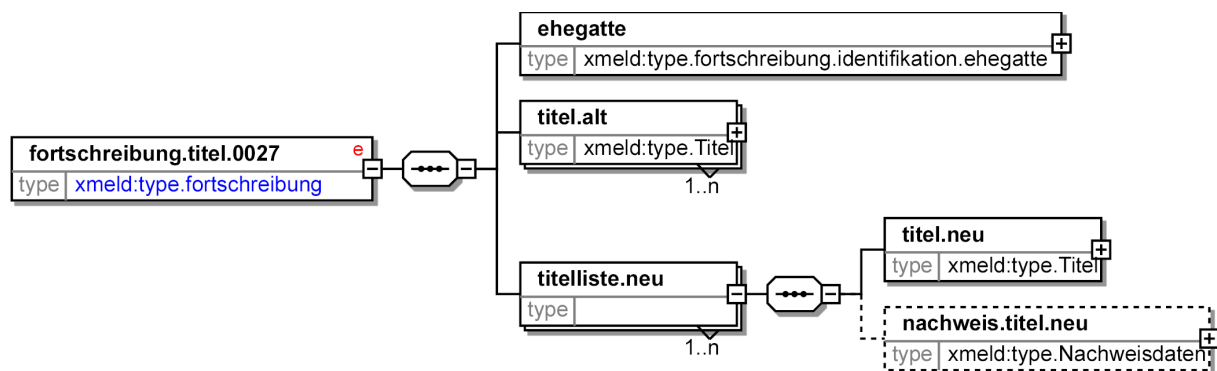 ehegatte
type xmeld:type.fortschreibung.identifikation.ehegatte
titel.alt
type xmeld:type.Titel
1..n
fortschreibung.titel.0027 e
type xmeld:type.fortschreibung
titel.neu
type xmeld:type.Titel
titelliste.neu
type
1..n
nachweis.titel.neu
type xmeld:type.Nachweisdaten